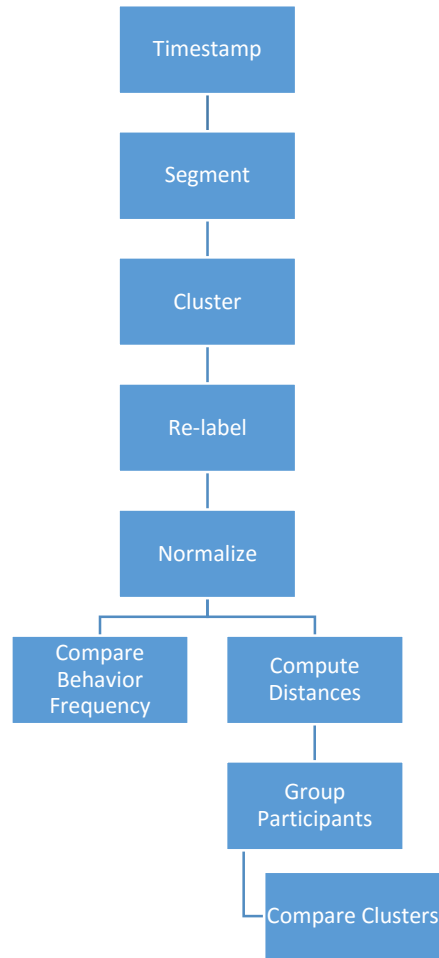 Timestamp
Segment
Cluster
Re-label
Normalize
Compare
Behavior
Frequency
Compute
Distances
Group
Participants
Compare Clusters